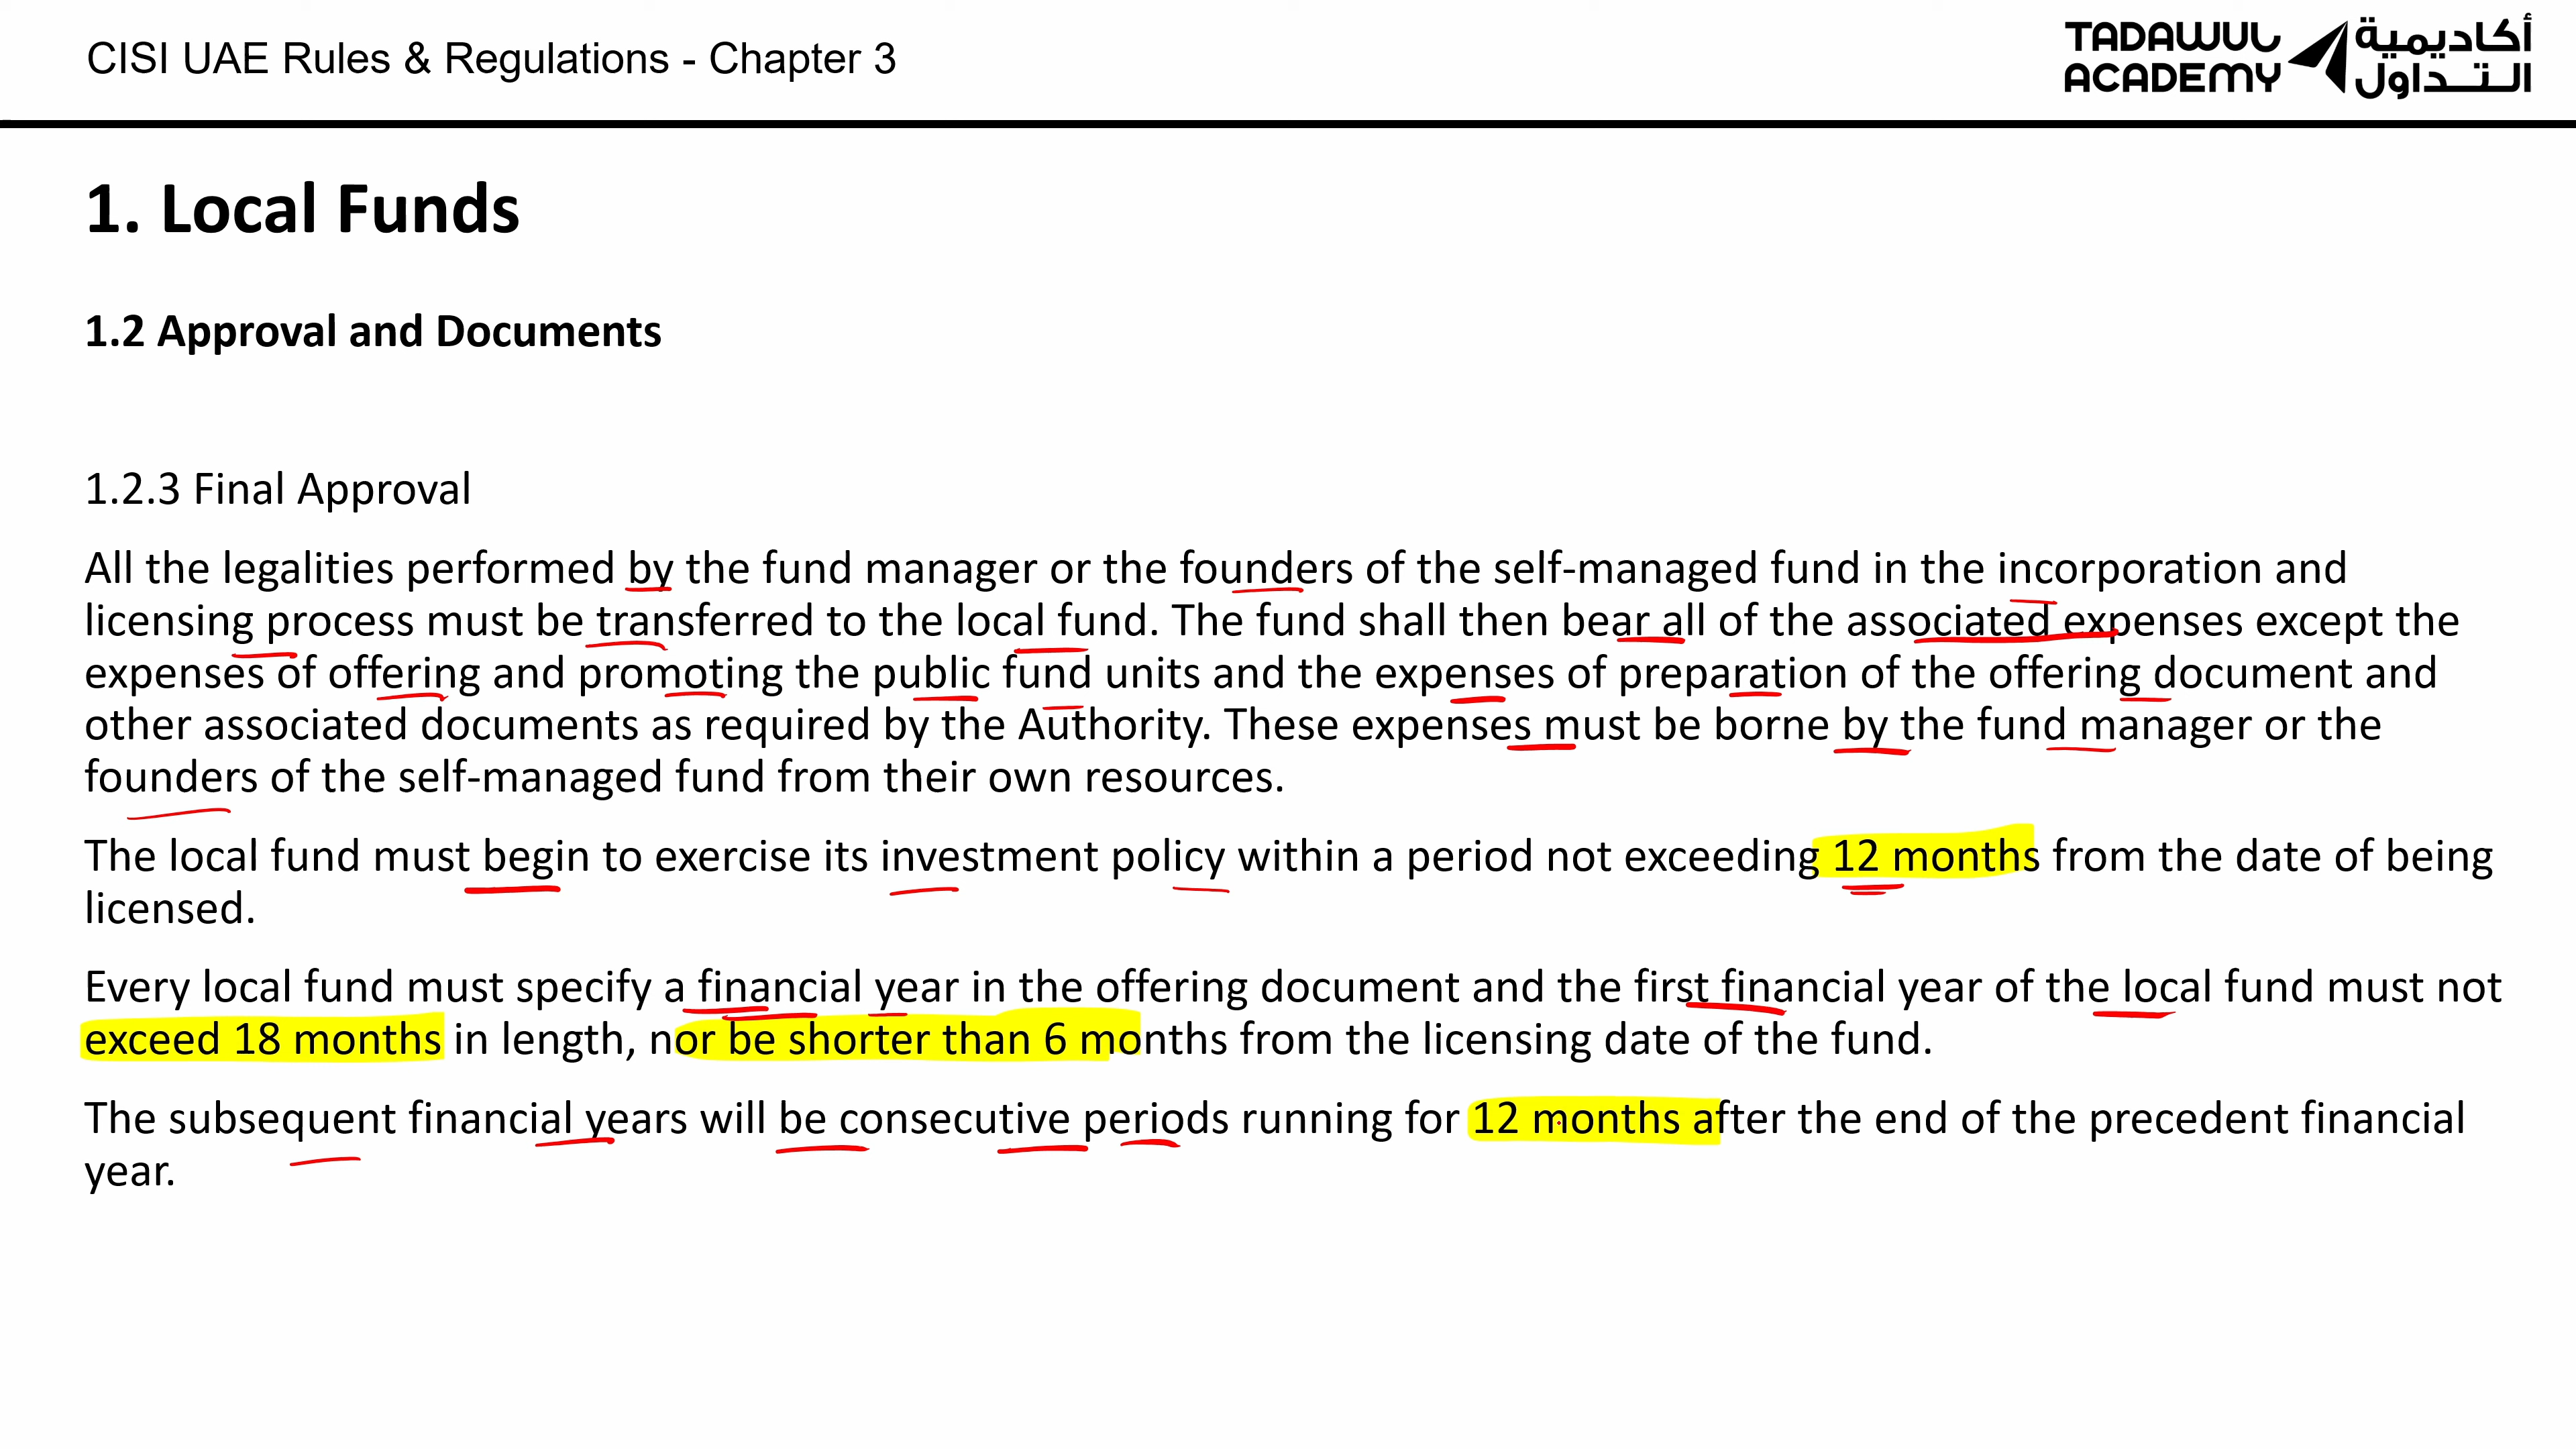 CISI UAE Rules & Regulations - Chapter 3
TADAWUL
ACADEMY
أكاديمية
التداول
1. Local Funds
1.2 Approval and Documents
1.2.3 Final Approval
All the legalities performed by the fund manager or the founders of the self-managed fund in the incorporation and
licensing process must be transferred to the local fund. The fund shall then bear all of the associated expenses except the
expenses of offering and promoting the public fund units and the expenses of preparation of the offering document and
other associated documents as required by the Authority. These expenses must be borne by the fund manager or the
founders of the self-managed fund from their own resources.
The local fund must begin to exercise its investment policy within a period not exceeding 12 months from the date of being
licensed.
Every local fund must specify a financial year in the offering document and the first financial year of the local fund must not
exceed 18 months in length, nor be shorter than 6 months from the licensing date of the fund.
The subsequent financial years will be consecutive periods running for 12 months after the end of the precedent financial
year.